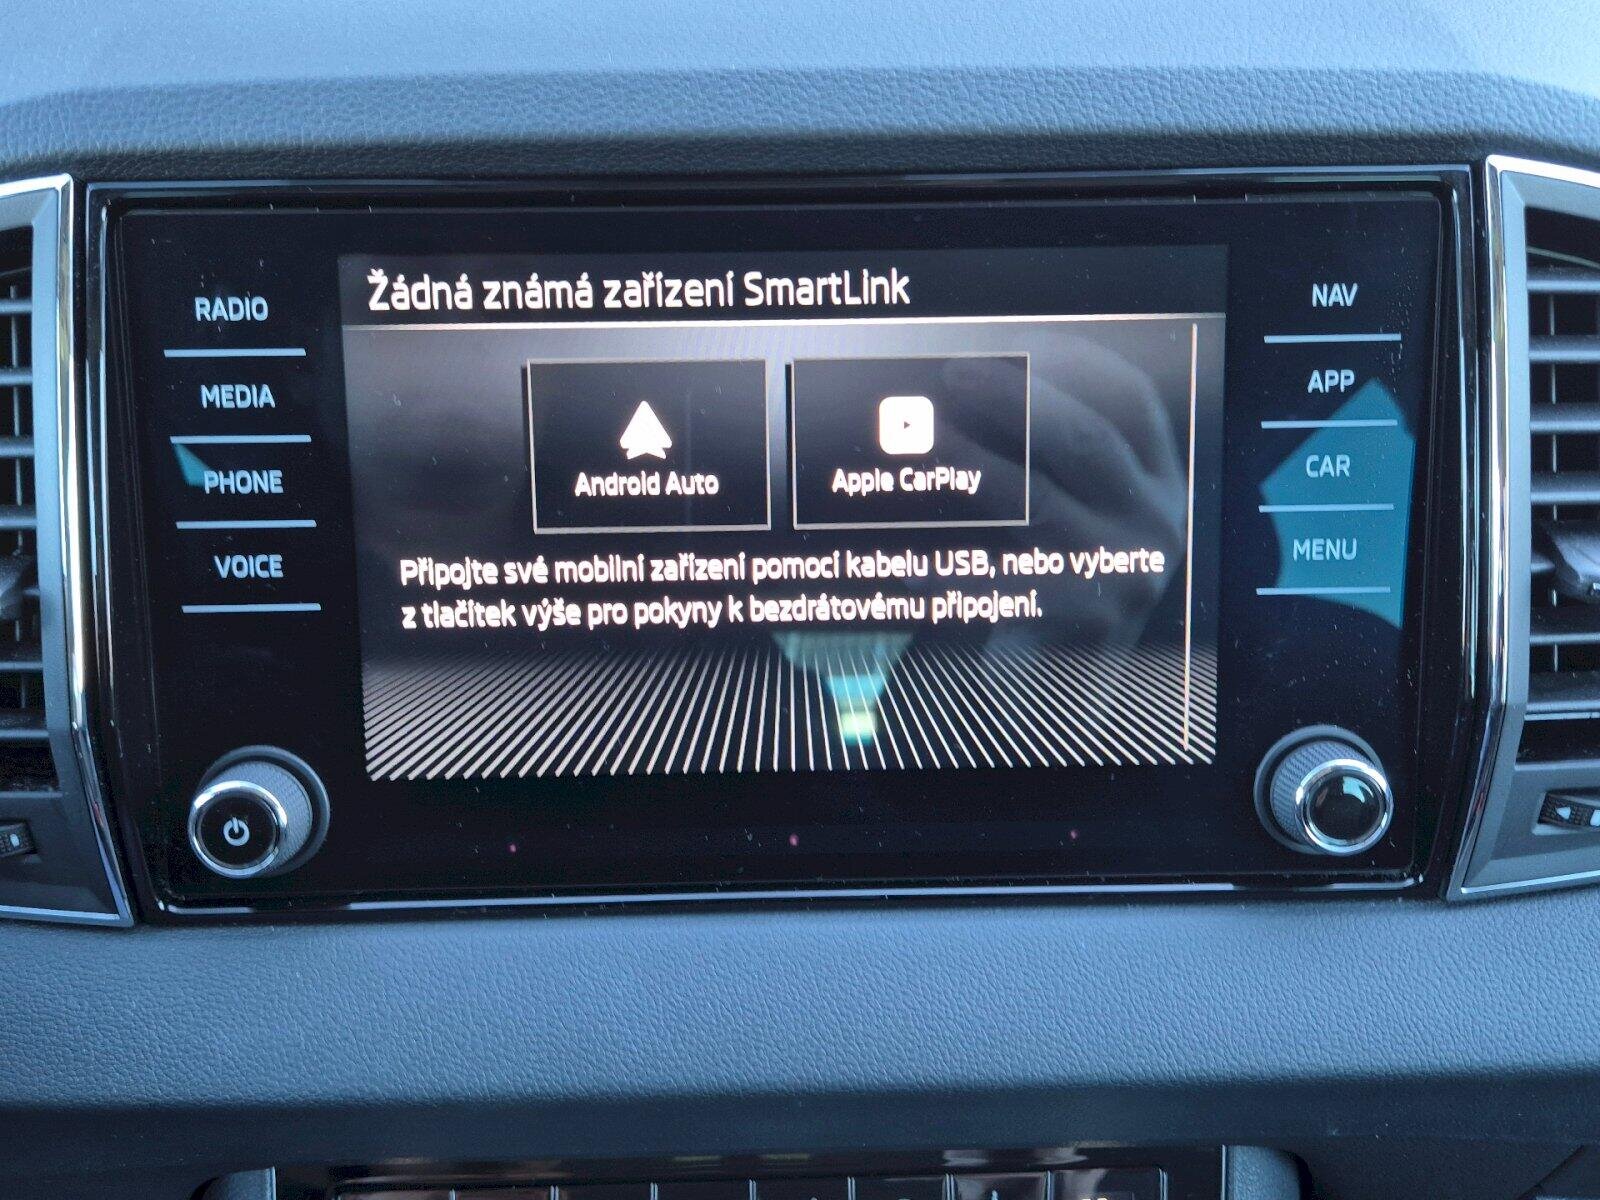 RADIO
MEDIA
PHONE
VOICE
Žádná známá zařízení SmartLink
Android Auto
Apple CarPlay
Připojte své mobilní zařízení pomocí kabelu USB, nebo vyberte
z tlačítek výše pro pokyny k bezdrátovému připojení.
NAV
APP
CAR
MENU